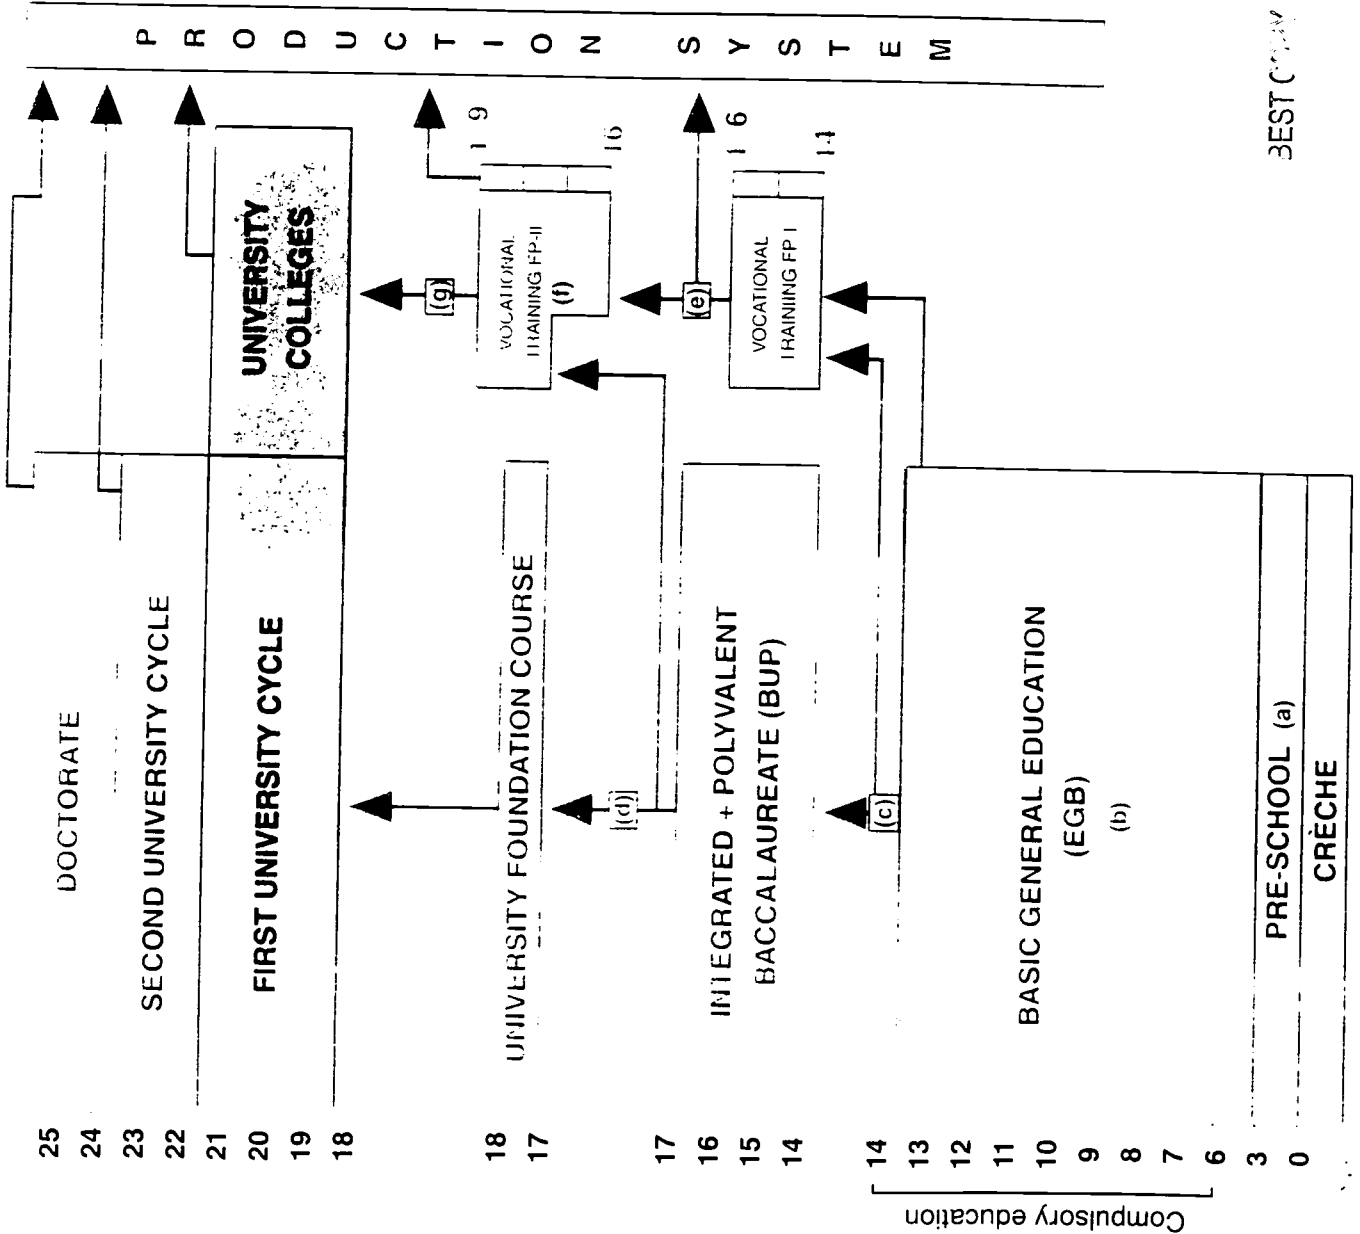 PRODUCTION SYSTEM
25
DOCTORATE
24
23
SECOND UNIVERSITY CYCLE
22
21
20
FIRST UNIVERSITY CYCLE
UNIVERSITY
COLLEGES
19
18
(g)
19
18
UNIVERSITY FOUNDATION COURSE
17
VOCATIONAL
TRAINING FP-II
(f)
16
(d)
(e)
17
16
INTEGRATED + POLYVALENT
BACCALAUREATE (BUP)
15
14
VOCATIONAL
TRAINIING FP I
16
14
(c)
14
13
12
11
10
9
8
7
6
BASIC GENERAL EDUCATION
(EGB)
(b)
Compulsory education
3
PRE-SCHOOL (a)
0
CRÈCHE
BEST